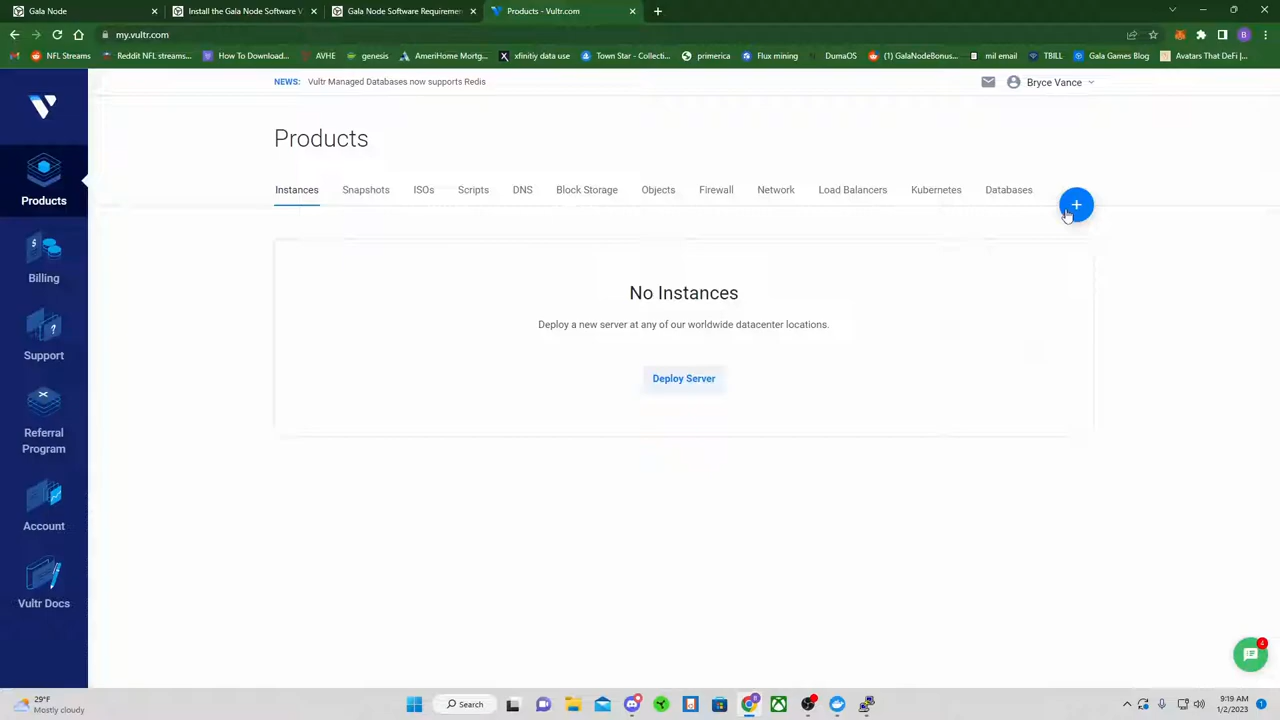 Gala Node
Install the Gala Node Software V
Gala Node Software Requiremen
Products - Vultr.com
my.vultr.com
NFL Streams
Reddit NFL streams...
How To Download...
AVHE
genesis
AmeriHome Mortg...
xfinity data use
Town Star - Collecti...
primerica
Flux mining
DumaOS
(1) GalaNodeBonus...
mil email
TBILL
Gala Games Blog
Avatars That DeFi |...
NEWS: Vultr Managed Databases now supports Redis
Bryce Vance
Products
Instances Snapshots ISOs Scripts DNS Block Storage Objects Firewall Network Load Balancers Kubernetes Databases
+
No Instances
Deploy a new server at any of our worldwide datacenter locations.
Deploy Server
Products
Billing
Support
Referral
Program
Account
Vultr Docs
4
29°F
Mostly cloudy
Search
9:19 AM
1/2/2023